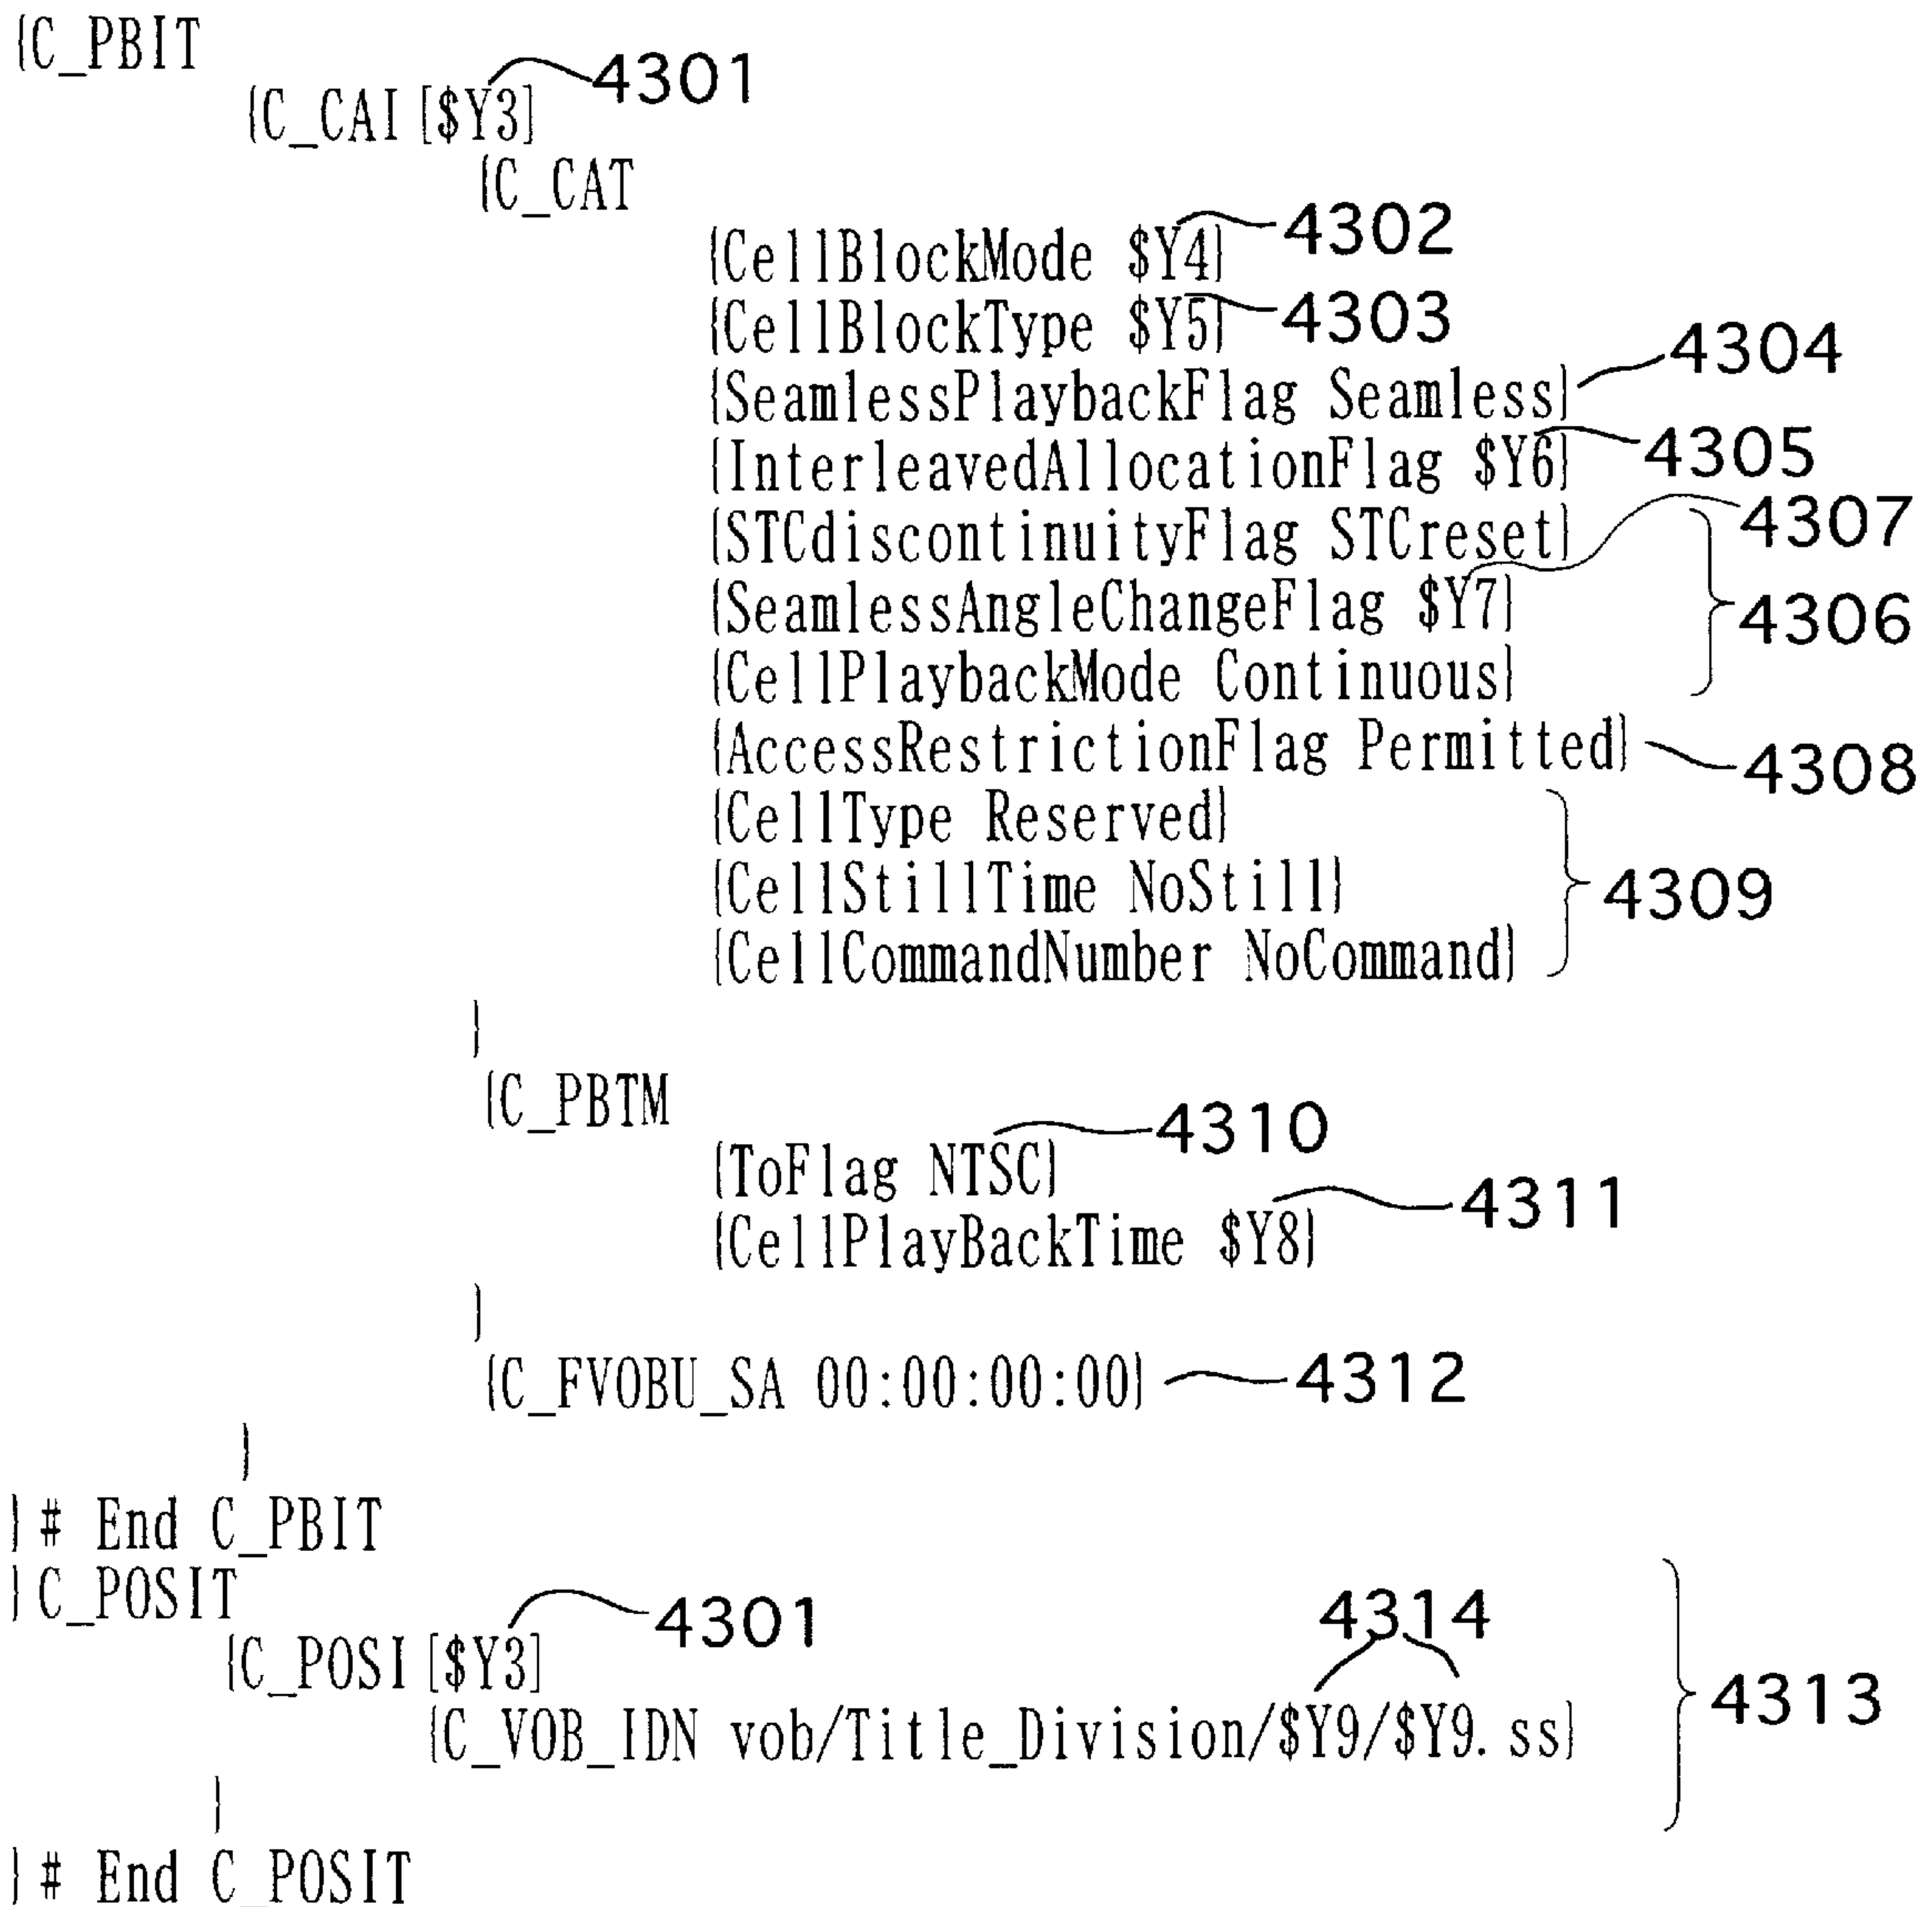 {C_PBIT
4301
{C_CAI[$Y3]
{C_CAT
{CellBlockMode $Y4} 4302
{CellBlockType $Y5} 4303
{SeamlessPlaybackFlag Seamless} 4304
{InterleavedAllocationFlag $Y6} 4305
{STCdiscontinuityFlag STCreset} 4307
{SeamlessAngleChangeFlag $Y7} 4306
{CellPlaybackMode Continuous}
{AccessRestrictionFlag Permitted} 4308
{CellType Reserved}
{CellStillTime NoStill} 4309
{CellCommandNumber NoCommand}
}
{C_PBTM
4310
{ToFlag NTSC}
4311
{CellPlayBackTime $Y8}
}
{C_FVOBU_SA 00:00:00:00} 4312
}
}# End C_PBIT
}C_POSIT
4301 4314
{C_POSI[$Y3]
4313
{C_VOB_IDN vob/Title_Division/$Y9/$Y9.ss}
}
}# End C_POSIT